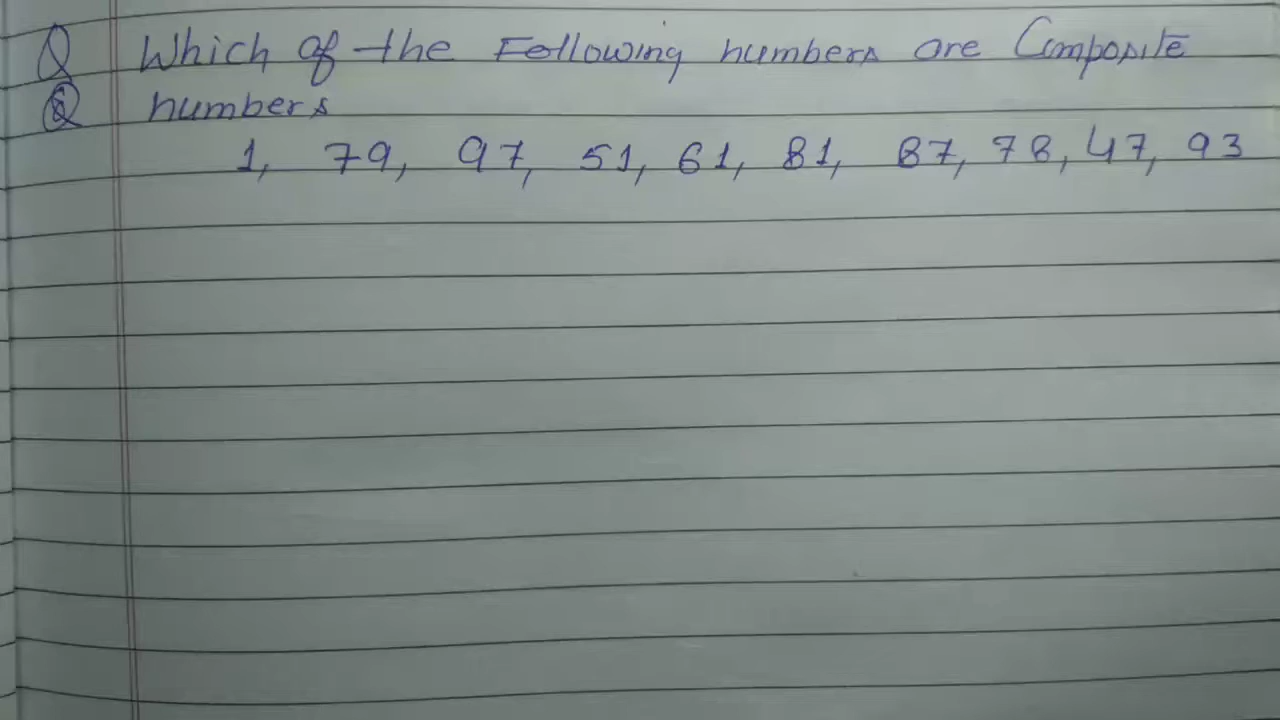 Q Which of the Following numbers are Composite
Q numbers
1, 79, 97, 51, 61, 81, 87, 78, 47, 93